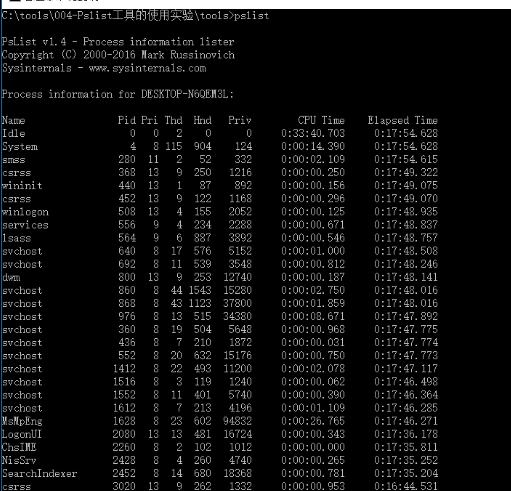 C:\tools\004-Pslist工具的使用实验\tools>pslist
PsList v1.4 - Process information lister
Copyright (C) 2000-2016 Mark Russinovich
Sysinternals - www.sysinternals.com
Process information for DESKTOP-N6QEM3L:
Name Pid Pri Thd Hnd Priv CPU Time Elapsed Time
Idle 0 0 2 0 0 0:33:40.703 0:17:54.628
System 4 8 115 904 124 0:00:14.390 0:17:54.628
smss 280 11 2 52 332 0:00:02.109 0:17:54.615
csrss 368 13 9 250 1216 0:00:00.250 0:17:49.322
wininit 440 13 1 87 892 0:00:00.156 0:17:49.075
csrss 452 13 9 122 1168 0:00:00.296 0:17:49.070
winlogon 508 13 4 155 2052 0:00:00.125 0:17:48.935
services 556 9 4 234 2288 0:00:00.671 0:17:48.837
lsass 564 9 6 887 3892 0:00:00.546 0:17:48.757
svchost 640 8 17 576 5152 0:00:01.000 0:17:48.508
svchost 692 8 11 539 3548 0:00:00.812 0:17:48.246
dwm 800 13 9 253 12740 0:00:00.187 0:17:48.141
svchost 860 8 44 1543 15280 0:00:02.750 0:17:48.016
svchost 868 8 43 1123 37800 0:00:01.859 0:17:48.016
svchost 976 8 13 515 34380 0:00:08.671 0:17:47.892
svchost 360 8 19 504 5648 0:00:00.968 0:17:47.775
svchost 436 8 7 210 1872 0:00:00.031 0:17:47.774
svchost 552 8 20 632 15176 0:00:00.750 0:17:47.773
svchost 1412 8 22 493 11200 0:00:02.078 0:17:47.117
svchost 1516 8 3 119 1240 0:00:00.062 0:17:46.498
svchost 1552 8 11 401 5740 0:00:00.390 0:17:46.364
svchost 1612 8 7 213 4196 0:00:01.109 0:17:46.285
MsMpEng 1628 8 23 602 94832 0:00:26.765 0:17:46.271
LogonUI 2080 13 13 481 16724 0:00:00.343 0:17:36.178
ChsIME 2260 8 2 102 1012 0:00:00.000 0:17:35.811
NisSrv 2428 8 4 260 4740 0:00:00.265 0:17:35.252
SearchIndexer 2452 8 14 680 18368 0:00:00.781 0:17:35.204
csrss 3020 13 9 262 1332 0:00:00.953 0:16:44.531